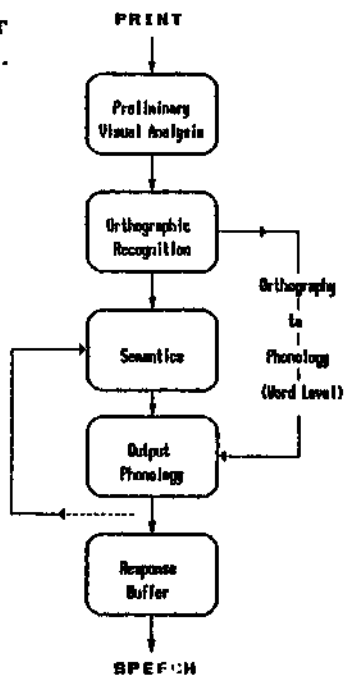 PRINT
Preliminary
Visual Analysis
Orthographic
Recognition
Orthography
to
Phonology
(Word Level)
Semantics
Output
Phonology
Response
Buffer
SPEECH